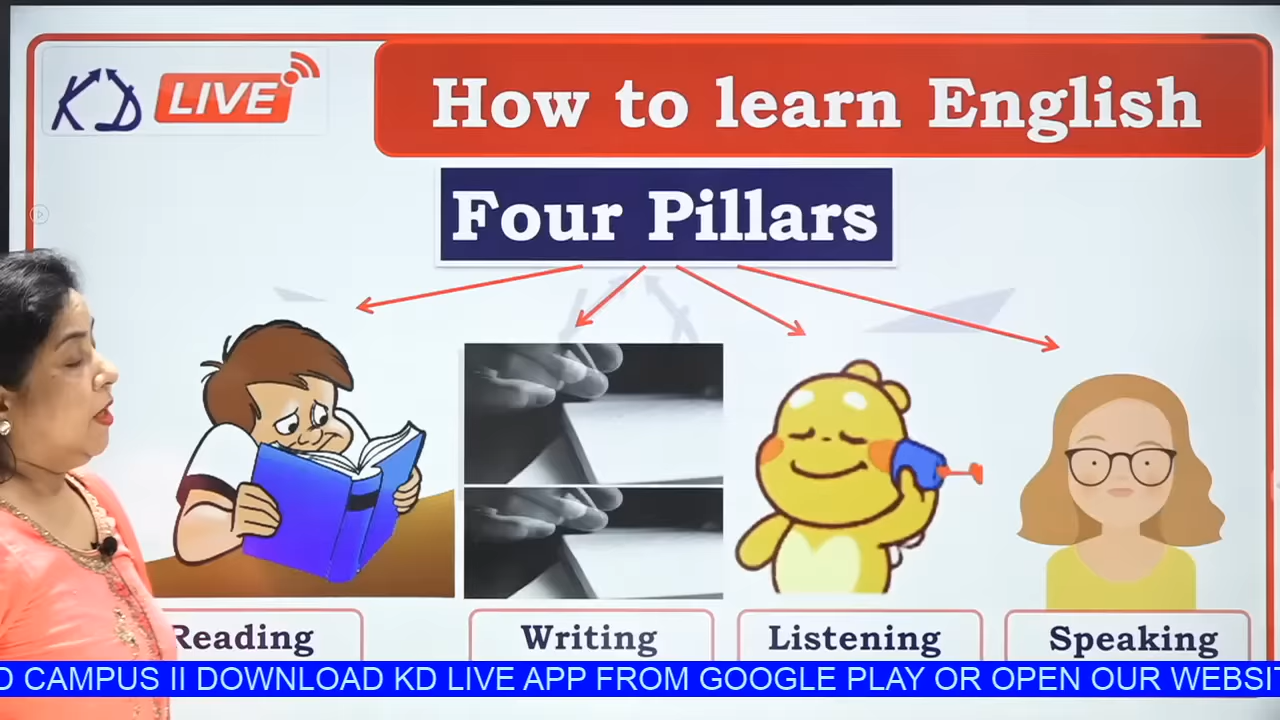 KD LIVE
How to learn English
Four Pillars
Reading
Writing
Listening
Speaking
CAMPUS II DOWNLOAD KD LIVE APP FROM GOOGLE PLAY OR OPEN OUR